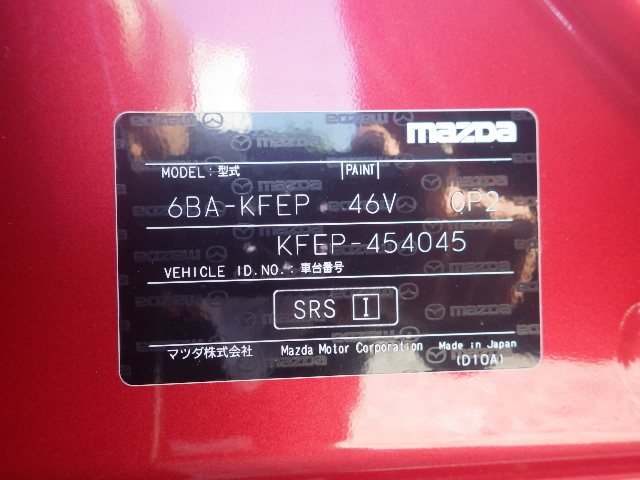 mazda
MODEL:型式 PAINT
6BA-KFEP 46V 0P2
KFEP-454045
VEHICLE ID.NO.:車台番号
SRS I
マツダ株式会社 Mazda Motor Corporation Made in Japan
(D10A)